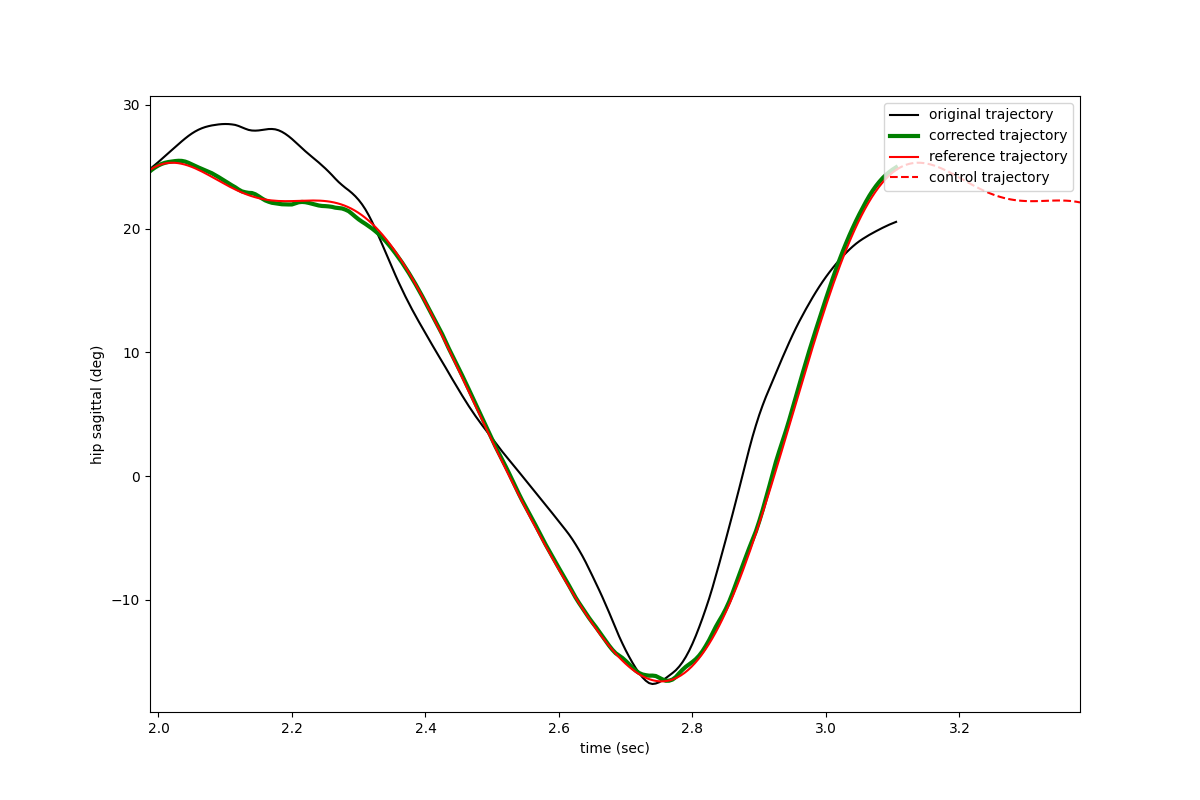 original trajectory
corrected trajectory
reference trajectory
control trajectory
30
20
10
0
−10
hip sagittal (deg)
2.0 2.2 2.4 2.6 2.8 3.0 3.2
time (sec)